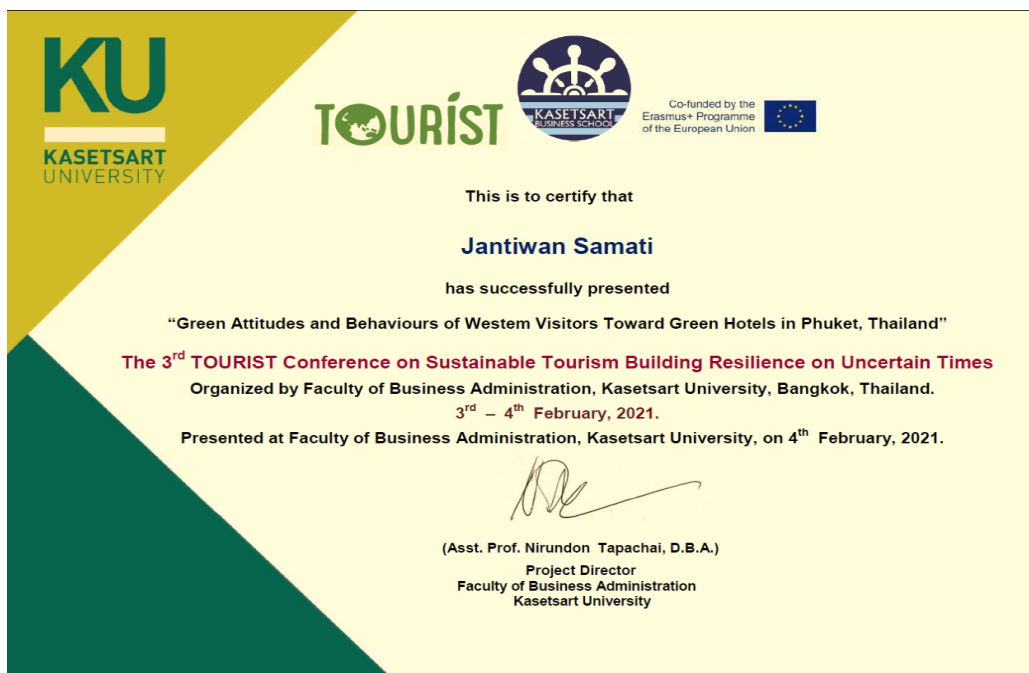 KU
KASETSART
UNIVERSITY
TOURÍST
KASETSART
BUSINESS SCHOOL
Co-funded by the
Erasmus+ Programme
of the European Union
This is to certify that
Jantiwan Samati
has successfully presented
“Green Attitudes and Behaviours of Westem Visitors Toward Green Hotels in Phuket, Thailand”
The 3rd TOURIST Conference on Sustainable Tourism Building Resilience on Uncertain Times
Organized by Faculty of Business Administration, Kasetsart University, Bangkok, Thailand.
3rd – 4th February, 2021.
Presented at Faculty of Business Administration, Kasetsart University, on 4th February, 2021.
(Asst. Prof. Nirundon Tapachai, D.B.A.)
Project Director
Faculty of Business Administration
Kasetsart University